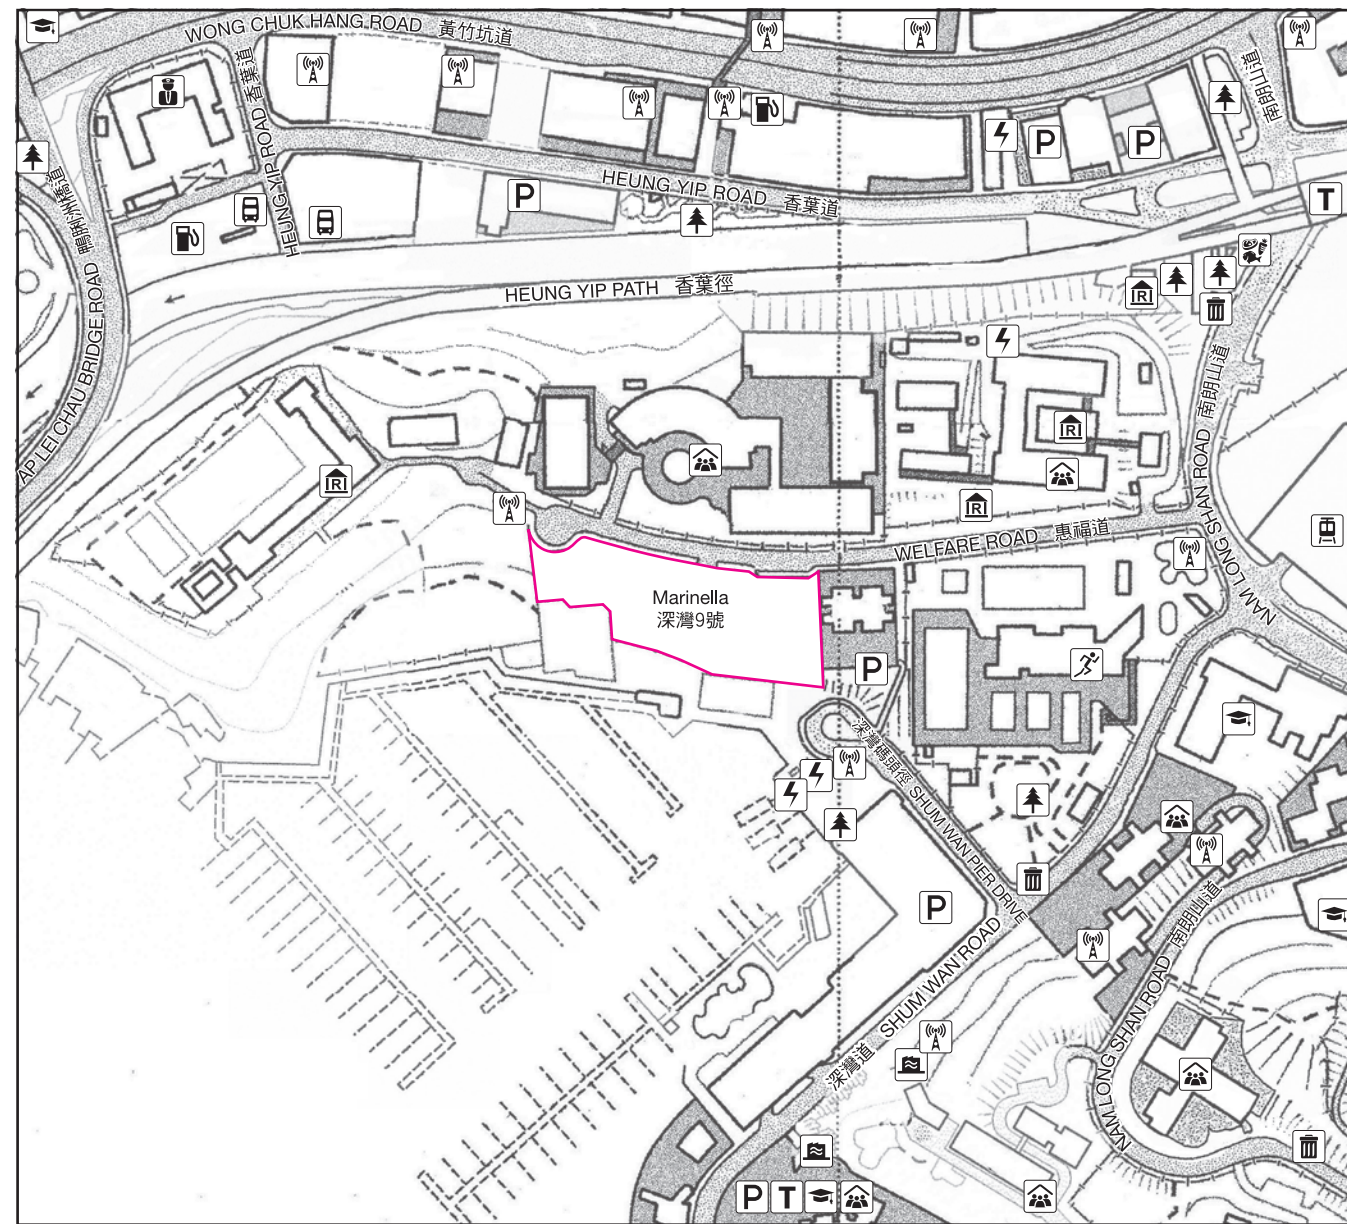 WONG CHUK HANG ROAD 黃竹坑道
HEUNG YIP ROAD 香葉道
南朗山道
P
P
HEUNG YIP ROAD 香葉道
P
T
AP LEI CHAU BRIDGE ROAD 鴨脷洲橋道
HEUNG YIP PATH 香葉徑
R
R
R
R
NAM LONG SHAN ROAD 南朗山道
WELFARE ROAD 惠福道
Marinella
深灣9號
P
深灣碼頭徑 SHUM WAN PIER DRIVE
P
深灣道 SHUM WAN ROAD
NAM LONG SHAN ROAD 南朗山道
P T